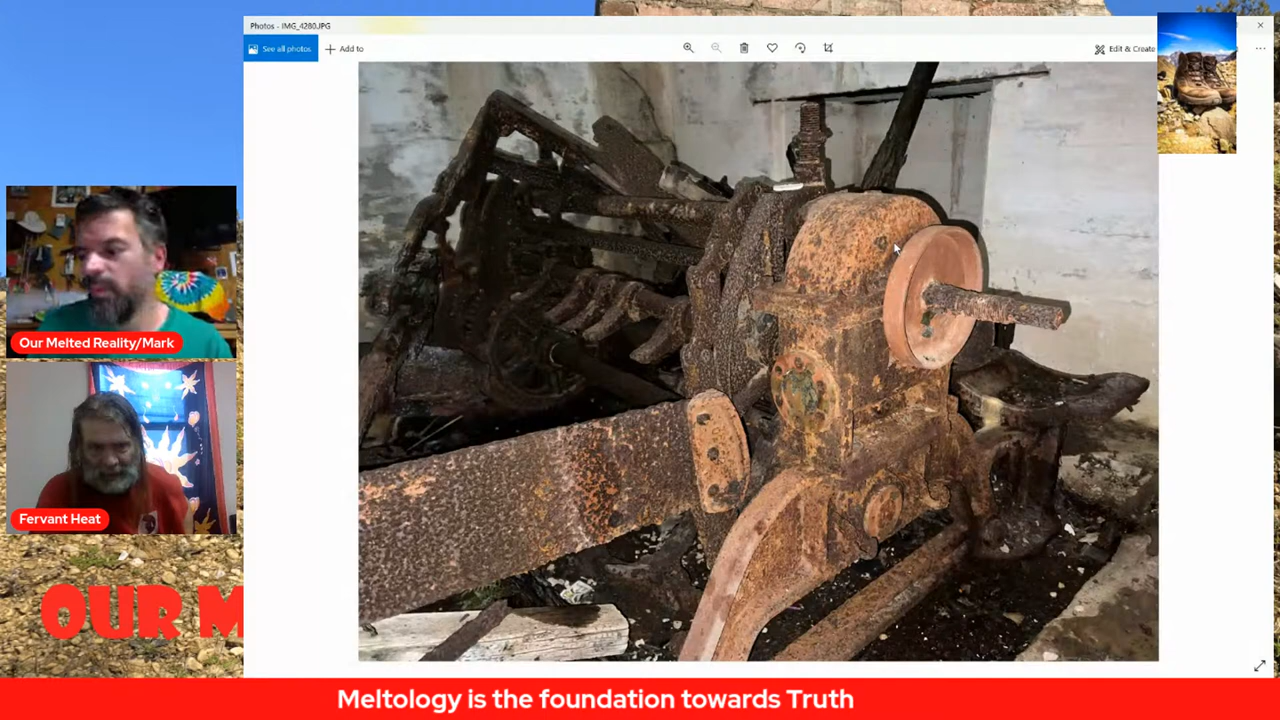 Photos - IMG_4280.JPG
See all photos
Add to
Edit & Create
Our Melted Reality/Mark
Fervant Heat
OUR M
Meltology is the foundation towards Truth